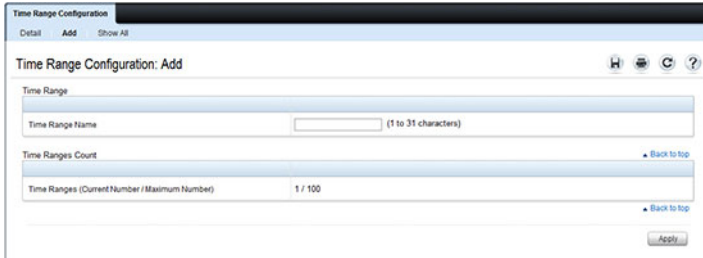 Time Range Configuration
Detail Add Show All
Time Range Configuration: Add
Time Range
Time Range Name (1 to 31 characters)
Time Ranges Count
Back to top
Time Ranges (Current Number / Maximum Number) 1 / 100
Back to top
Apply